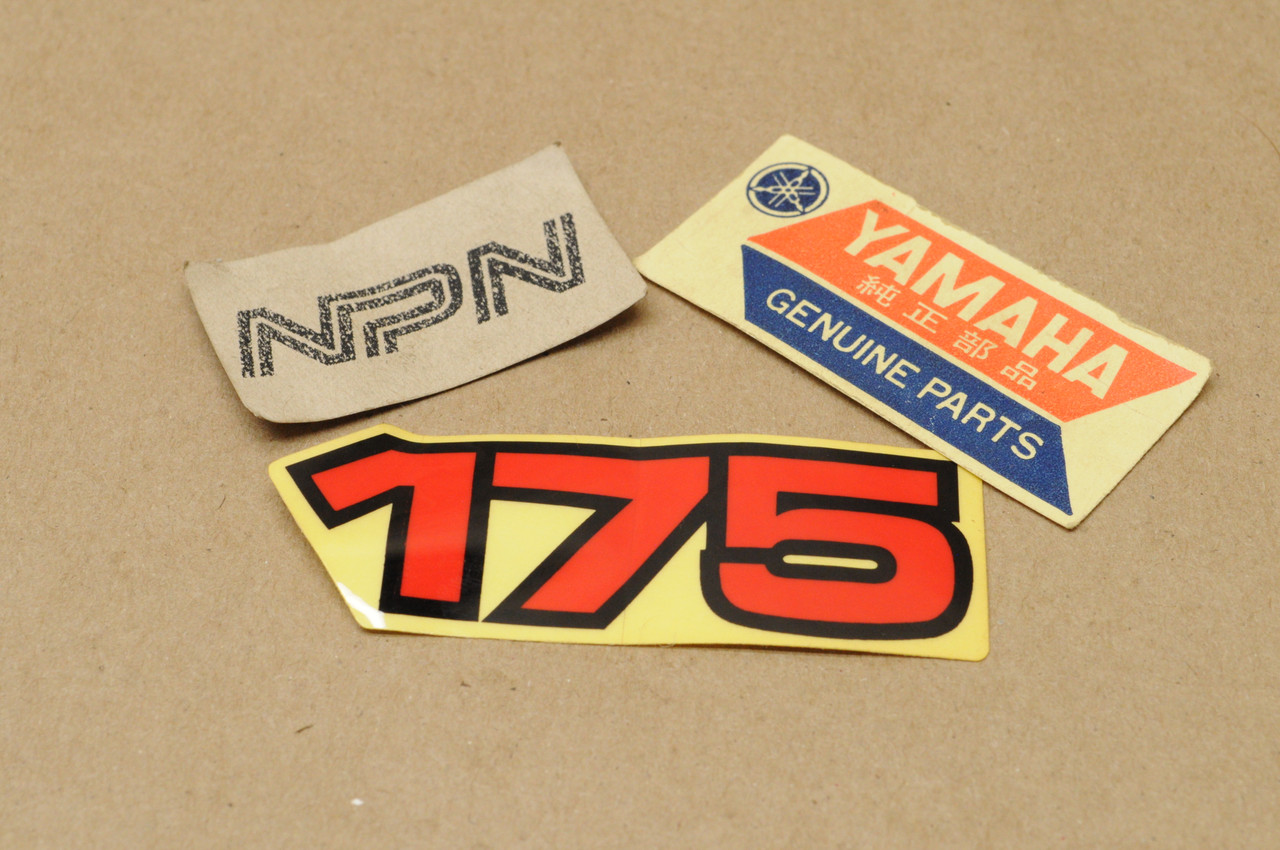 NPN
YAMAHA
純正部品
GENUINE PARTS
175